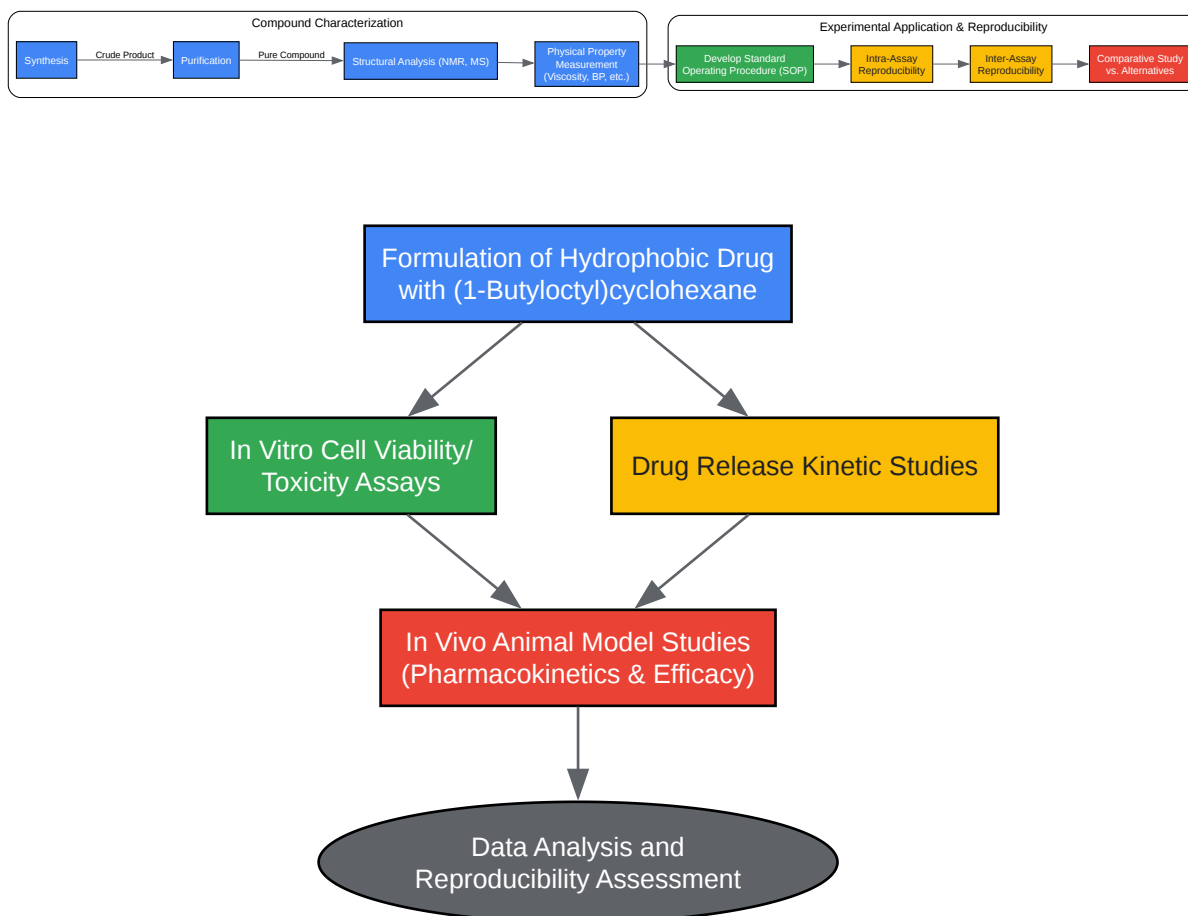 Compound Characterization
Synthesis
Crude Product
Purification
Pure Compound
Structural Analysis (NMR, MS)
Physical Property
Measurement
(Viscosity, BP, etc.)
Experimental Application & Reproducibility
Develop Standard
Operating Procedure (SOP)
Intra-Assay
Reproducibility
Inter-Assay
Reproducibility
Comparative Study
vs. Alternatives
Formulation of Hydrophobic Drug
with (1-Butyloctyl)cyclohexane
In Vitro Cell Viability/
Toxicity Assays
Drug Release Kinetic Studies
In Vivo Animal Model Studies
(Pharmacokinetics & Efficacy)
Data Analysis and
Reproducibility Assessment